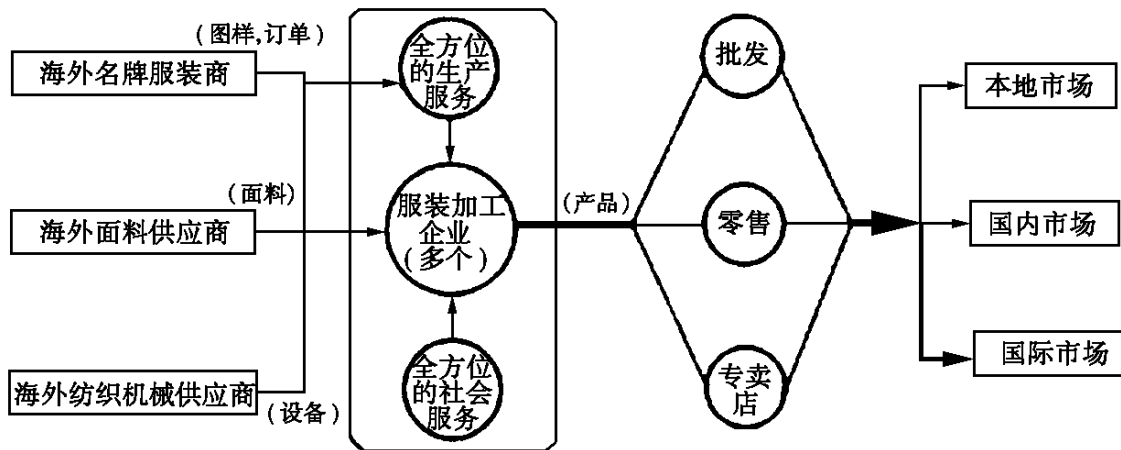 (图样,订单)
海外名牌服装商
(面料)
海外面料供应商
海外纺织机械供应商
(设备)
全方位
的生产
服务
服装加工
企业
(多个)
全方位
的社会
服务
(产品)
批发
零售
专卖
店
本地市场
国内市场
国际市场